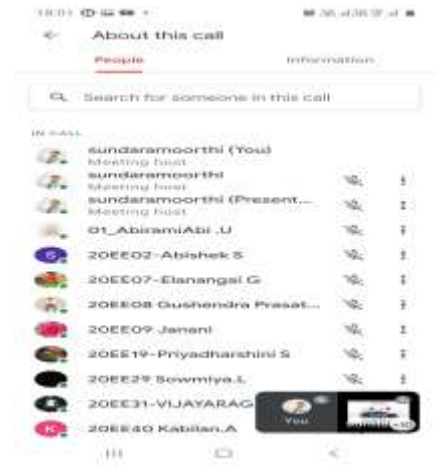 18:01
About this call
People Information
Search for someone in this call
IN CALL
sundaramoorthi (You)
Meeting host
sundaramoorthi
Meeting host
sundaramoorthi (Present...
Meeting host
01_AbiramiAbi .U
S 20EE02-Abishek S
20EE07-Elanangai G
20EE08 Gushendra Prasat...
20EE09 Janani
20EE19-Priyadharshini S
20EE29 Sowmiya.L
20EE31-VIJAYARAG
You
K 20EE40 Kabilan.A